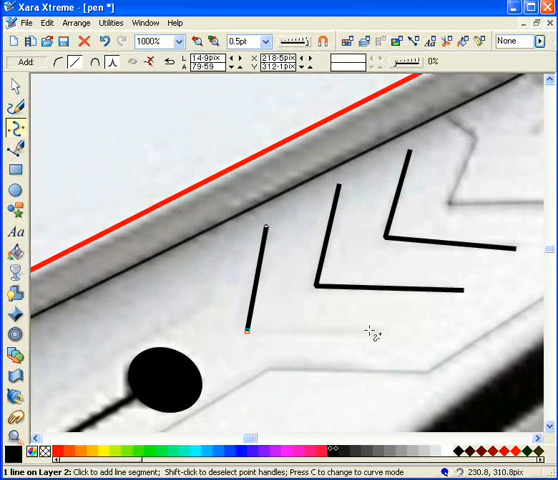 Xara Xtreme - [pen *]
File Edit Arrange Utilities Window Help
1000% 0.5pt None
Add: L 14-9pix X 218-5pix 0%
A 79-59 Y 312-1pix
Aa
1 line on Layer 2: Click to add line segment; Shift-click to deselect point handles; Press C to change to curve mode 230.8, 310.8pix